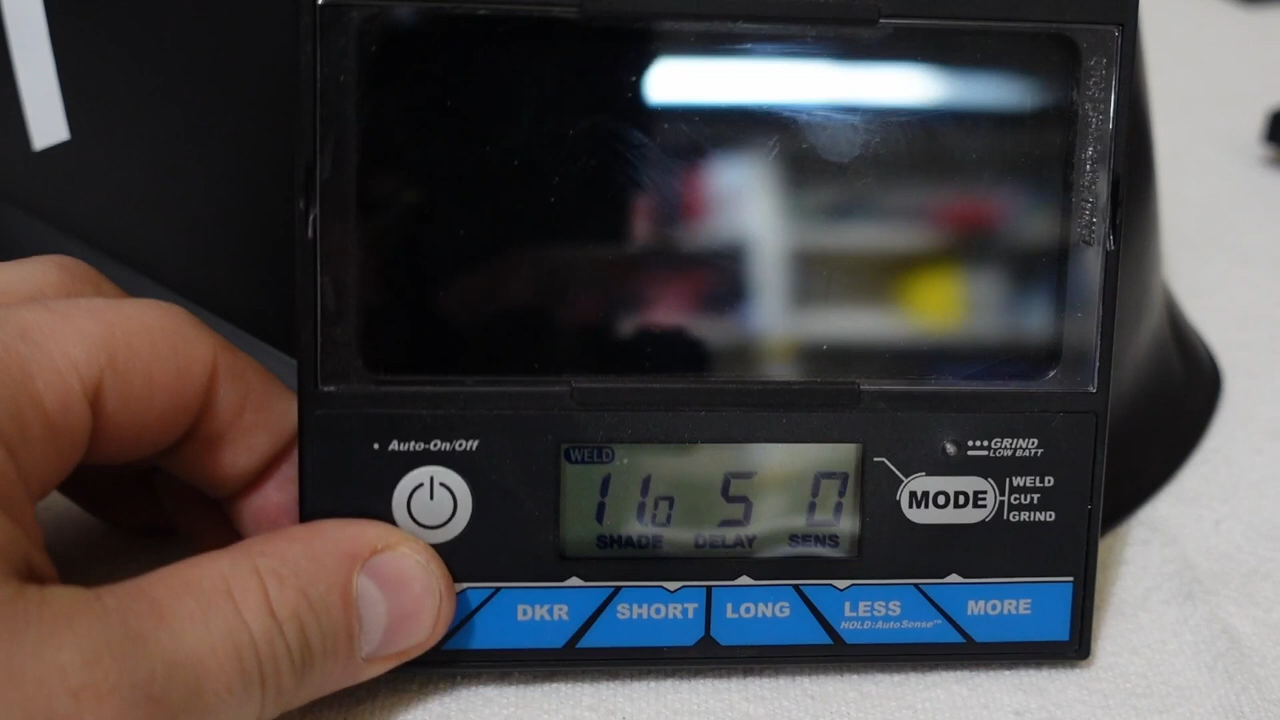 Auto-On/Off
WELD
11.0 5 0
SHADE DELAY SENS
GRIND
LOW BATT
MODE
WELD
CUT
GRIND
DKR SHORT LONG LESS MORE
HOLD:AutoSense™